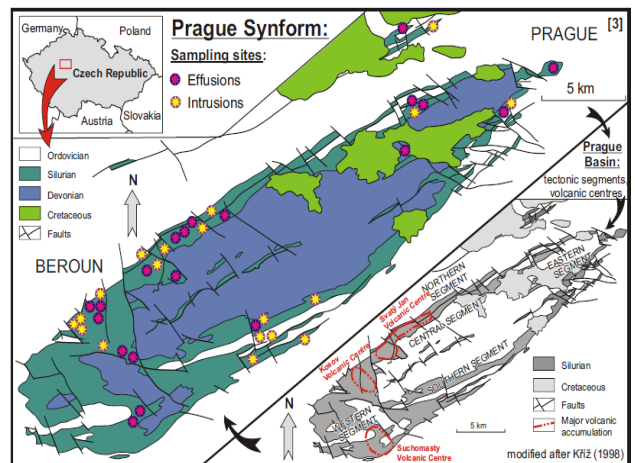 Germany
Poland
Czech Republic
Austria
Slovakia
Prague Synform:
Sampling sites:
Effusions
Intrusions
PRAGUE
[3]
5 km
Ordovician
Silurian
Devonian
Cretaceous
Faults
N
BEROUN
Prague
Basin:
tectonic segments,
volcanic centres
EASTERN
SEGMENT
NORTHERN
SEGMENT
Svatý Jan
Volcanic Centre
CENTRAL SEGMENT
Kosov
Volcanic Centre
SOUTHERN SEGMENT
WESTERN
SEGMENT
Suchomasty
Volcanic Centre
N
5 km
Silurian
Cretaceous
Faults
Major volcanic
accumulation
modified after Kříž (1998)